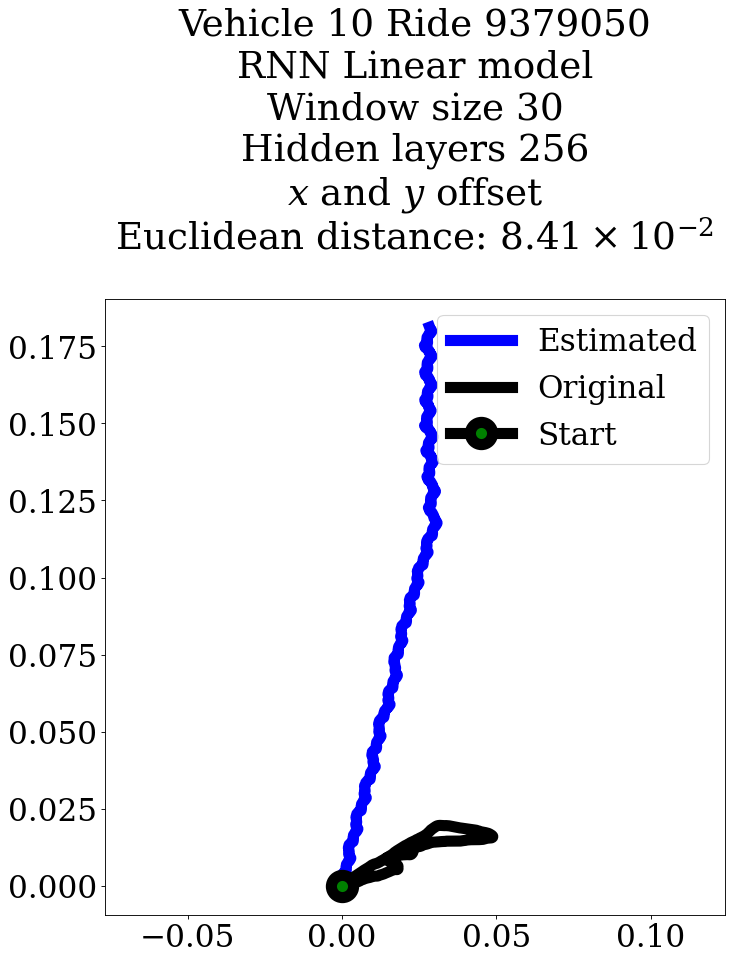 Vehicle 10 Ride 9379050
RNN Linear model
Window size 30
Hidden layers 256
x and y offset
Euclidean distance: 8.41 × 10⁻²
Estimated
Original
Start
0.175
0.150
0.125
0.100
0.075
0.050
0.025
0.000
−0.05 0.00 0.05 0.10